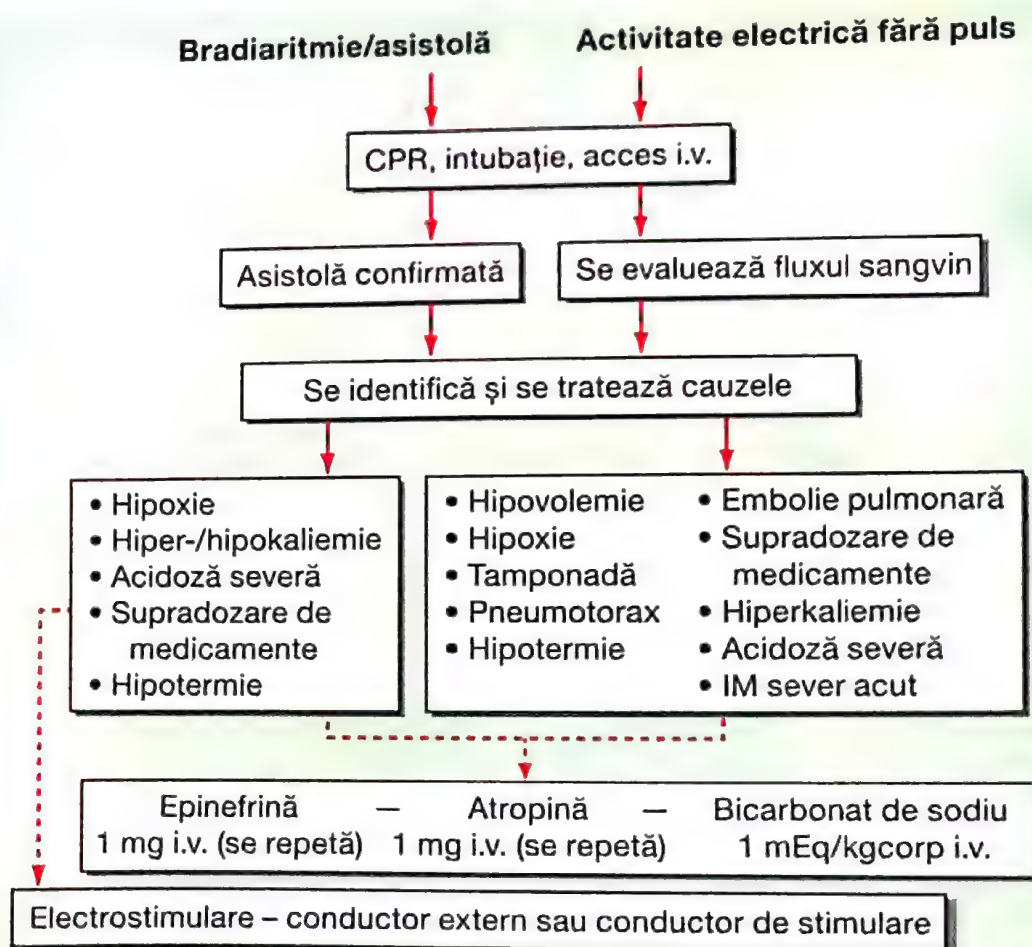 Bradiaritmie/asistolă
Activitate electrică fără puls
CPR, intubație, acces i.v.
Asistolă confirmată
Se evaluează fluxul sangvin
Se identifică și se tratează cauzele
• Hipoxie
• Hiper-/hipokaliemie
• Acidoză severă
• Supradozare de
medicamente
• Hipotermie
• Hipovolemie
• Hipoxie
• Tamponadă
• Pneumotorax
• Hipotermie
• Embolie pulmonară
• Supradozare de
medicamente
• Hiperkaliemie
• Acidoză severă
• IM sever acut
Epinefrină – Atropină – Bicarbonat de sodiu
1 mg i.v. (se repetă) 1 mg i.v. (se repetă) 1 mEq/kgcorp i.v.
Electrostimulare – conductor extern sau conductor de stimulare